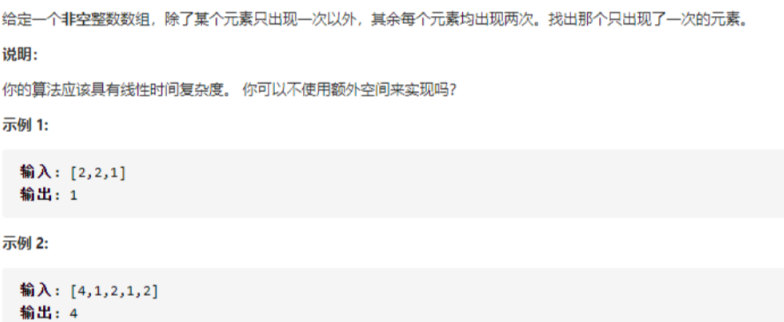 给定一个非空整数数组，除了某个元素只出现一次以外，其余每个元素均出现两次。找出那个只出现了一次的元素。
说明：
你的算法应该具有线性时间复杂度。 你可以不使用额外空间来实现吗？
示例 1:
输入: [2,2,1]
输出: 1
示例 2:
输入: [4,1,2,1,2]
输出: 4